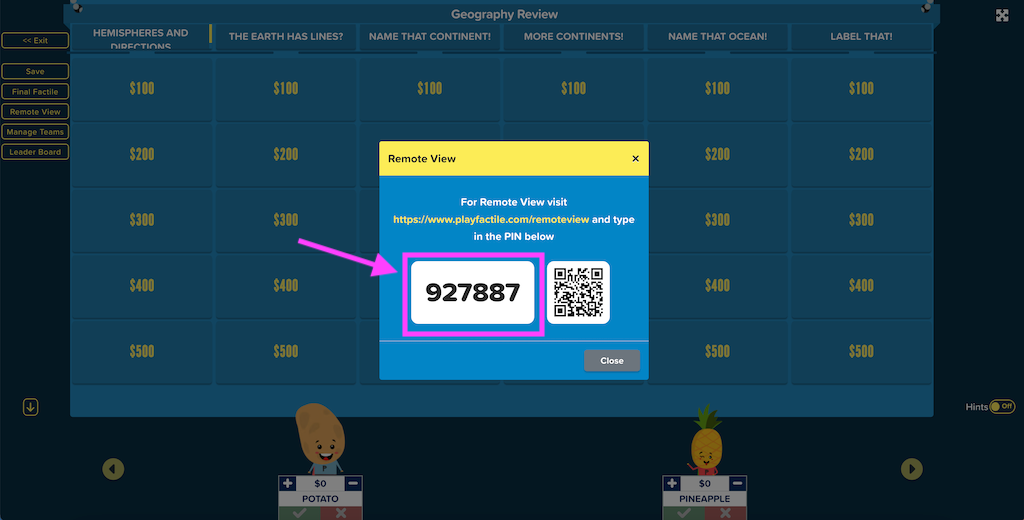 Geography Review
<< Exit
HEMISPHERES AND
DIRECTIONS
THE EARTH HAS LINES?
NAME THAT CONTINENT!
MORE CONTINENTS!
NAME THAT OCEAN!
LABEL THAT!
Save
Final Factile
Remote View
Manage Teams
Leader Board
$100 $100 $100 $100 $100 $100
$200 $200 $200 $200
$300 $300 $300 $300
$400 $400 $400 $400
$500 $500 $500 $500
Remote View ×
For Remote View visit
https://www.playfactile.com/remoteview and type
in the PIN below
927887
Close
Hints Off
+ $0 −
POTATO
+ $0 −
PINEAPPLE